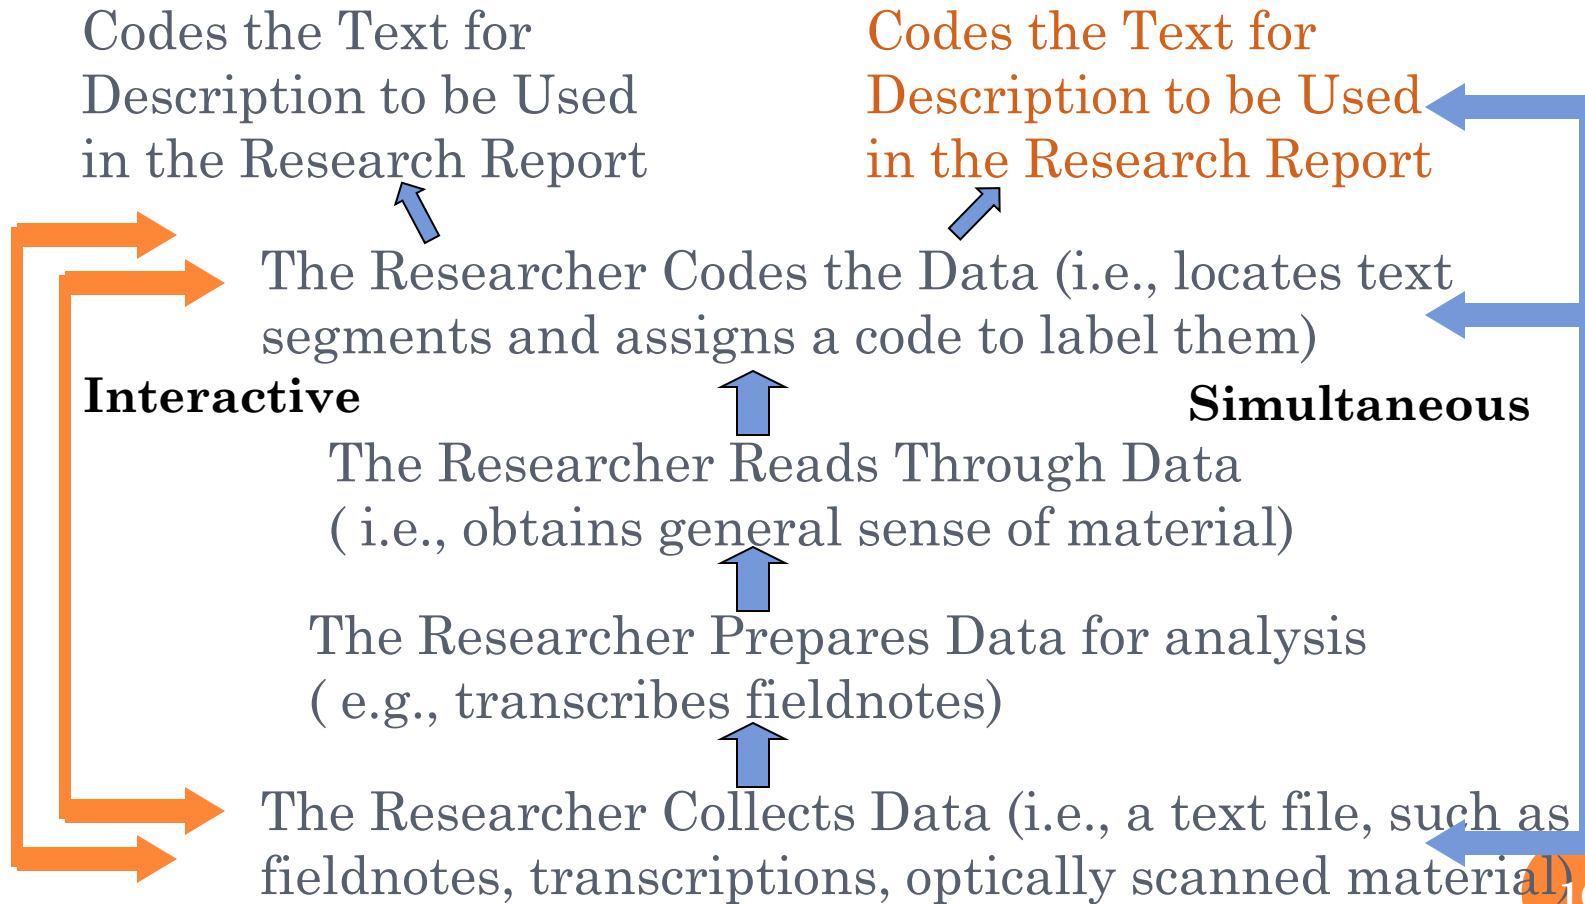 Codes the Text for
Description to be Used
in the Research Report
Codes the Text for
Description to be Used
in the Research Report
The Researcher Codes the Data (i.e., locates text
segments and assigns a code to label them)
Interactive
Simultaneous
The Researcher Reads Through Data
( i.e., obtains general sense of material)
The Researcher Prepares Data for analysis
( e.g., transcribes fieldnotes)
The Researcher Collects Data (i.e., a text file, such as
fieldnotes, transcriptions, optically scanned material)